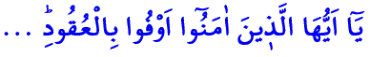 يَٓا اَيُّهَا الَّذ۪ينَ اٰمَنُٓوا اَوْفُوا بِالْعُقُودِۜ ...